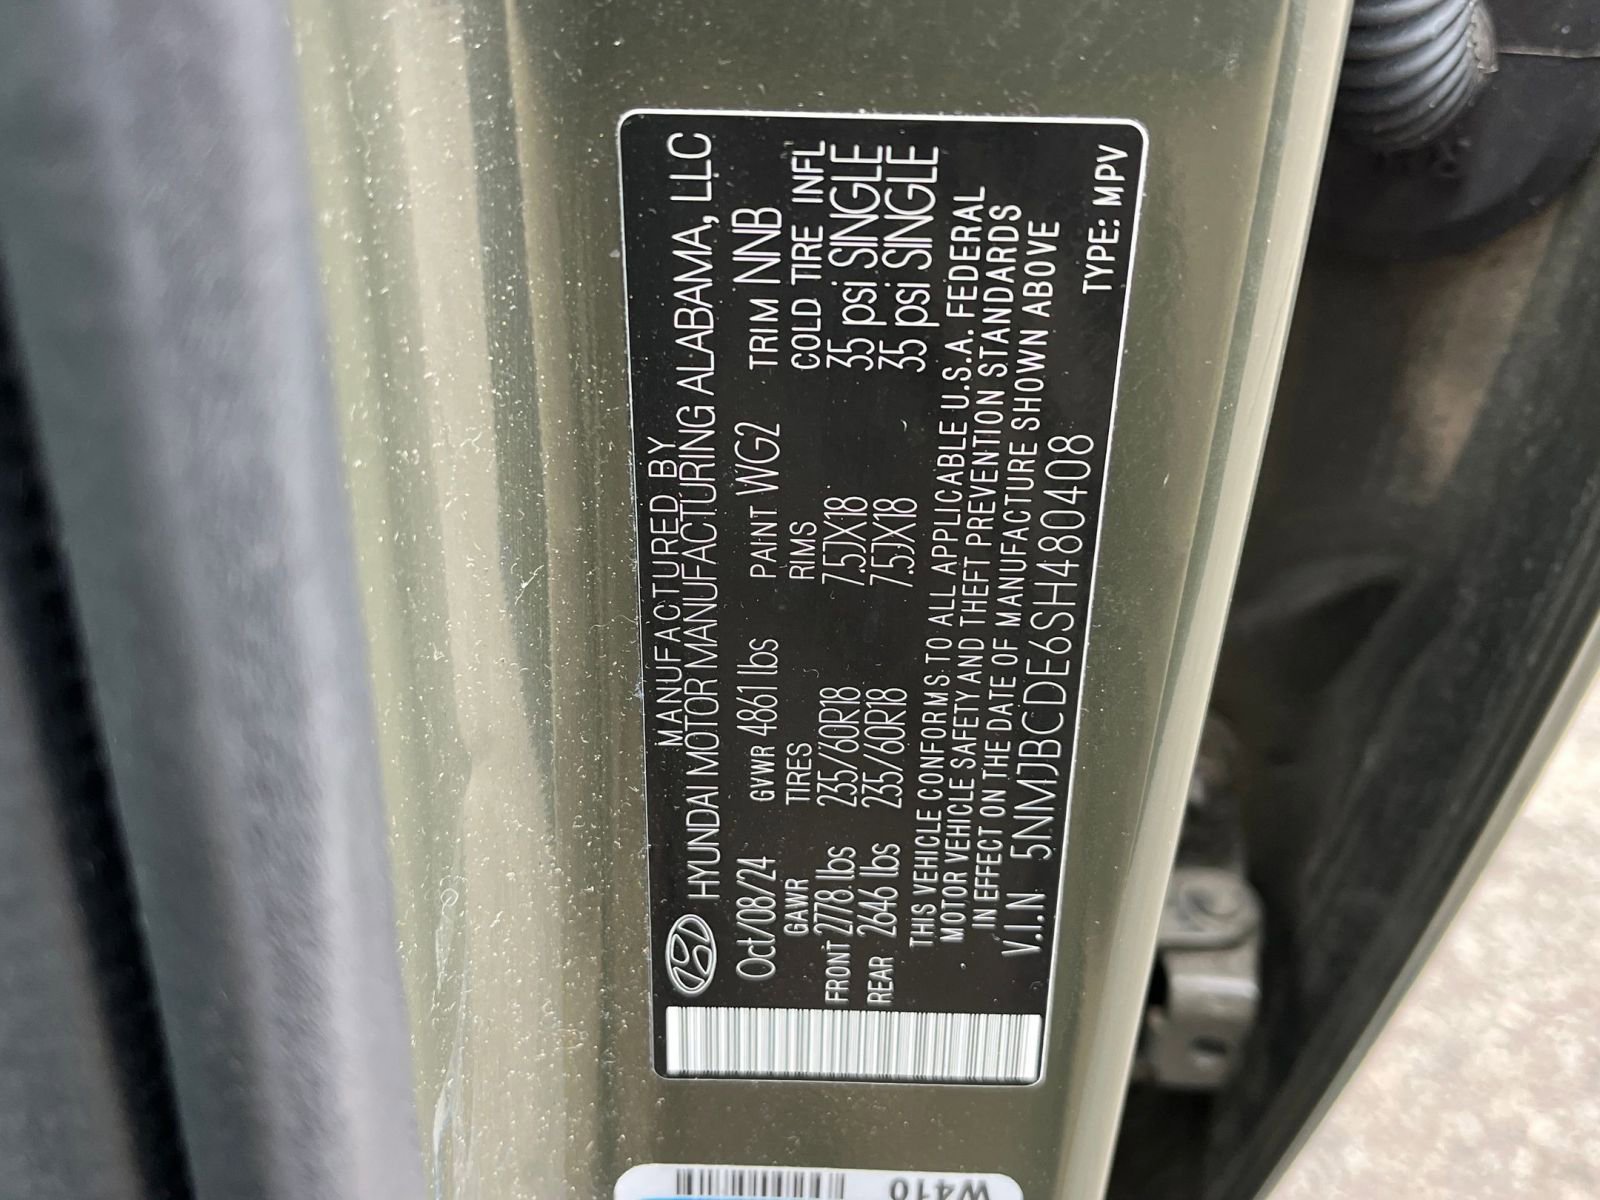 MANUFACTURED BY
HYUNDAI MOTOR MANUFACTURING ALABAMA, LLC
Oct/08/24 GVWR 4861 lbs PAINT WG2 TRIM NNB
GAWR TIRES RIMS COLD TIRE INFL
FRONT 2778 lbs 235/60R18 7.5JX18 35 psi SINGLE
REAR 2646 lbs 235/60R18 7.5JX18 35 psi SINGLE
THIS VEHICLE CONFORMS TO ALL APPLICABLE U.S.A. FEDERAL
MOTOR VEHICLE SAFETY AND THEFT PREVENTION STANDARDS
IN EFFECT ON THE DATE OF MANUFACTURE SHOWN ABOVE
V.I.N 5NMJBCDE6SH480408
TYPE: MPV
W410